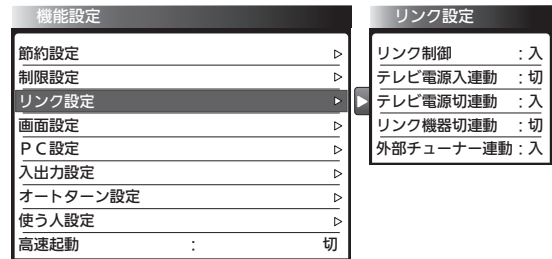 機能設定
節約設定
制限設定
リンク設定
画面設定
PC設定
入出力設定
オートターン設定
使う人設定
高速起動 : 切
リンク設定
リンク制御 : 入
テレビ電源入連動 : 切
テレビ電源切連動 : 入
リンク機器切連動 : 切
外部チューナー連動 : 入